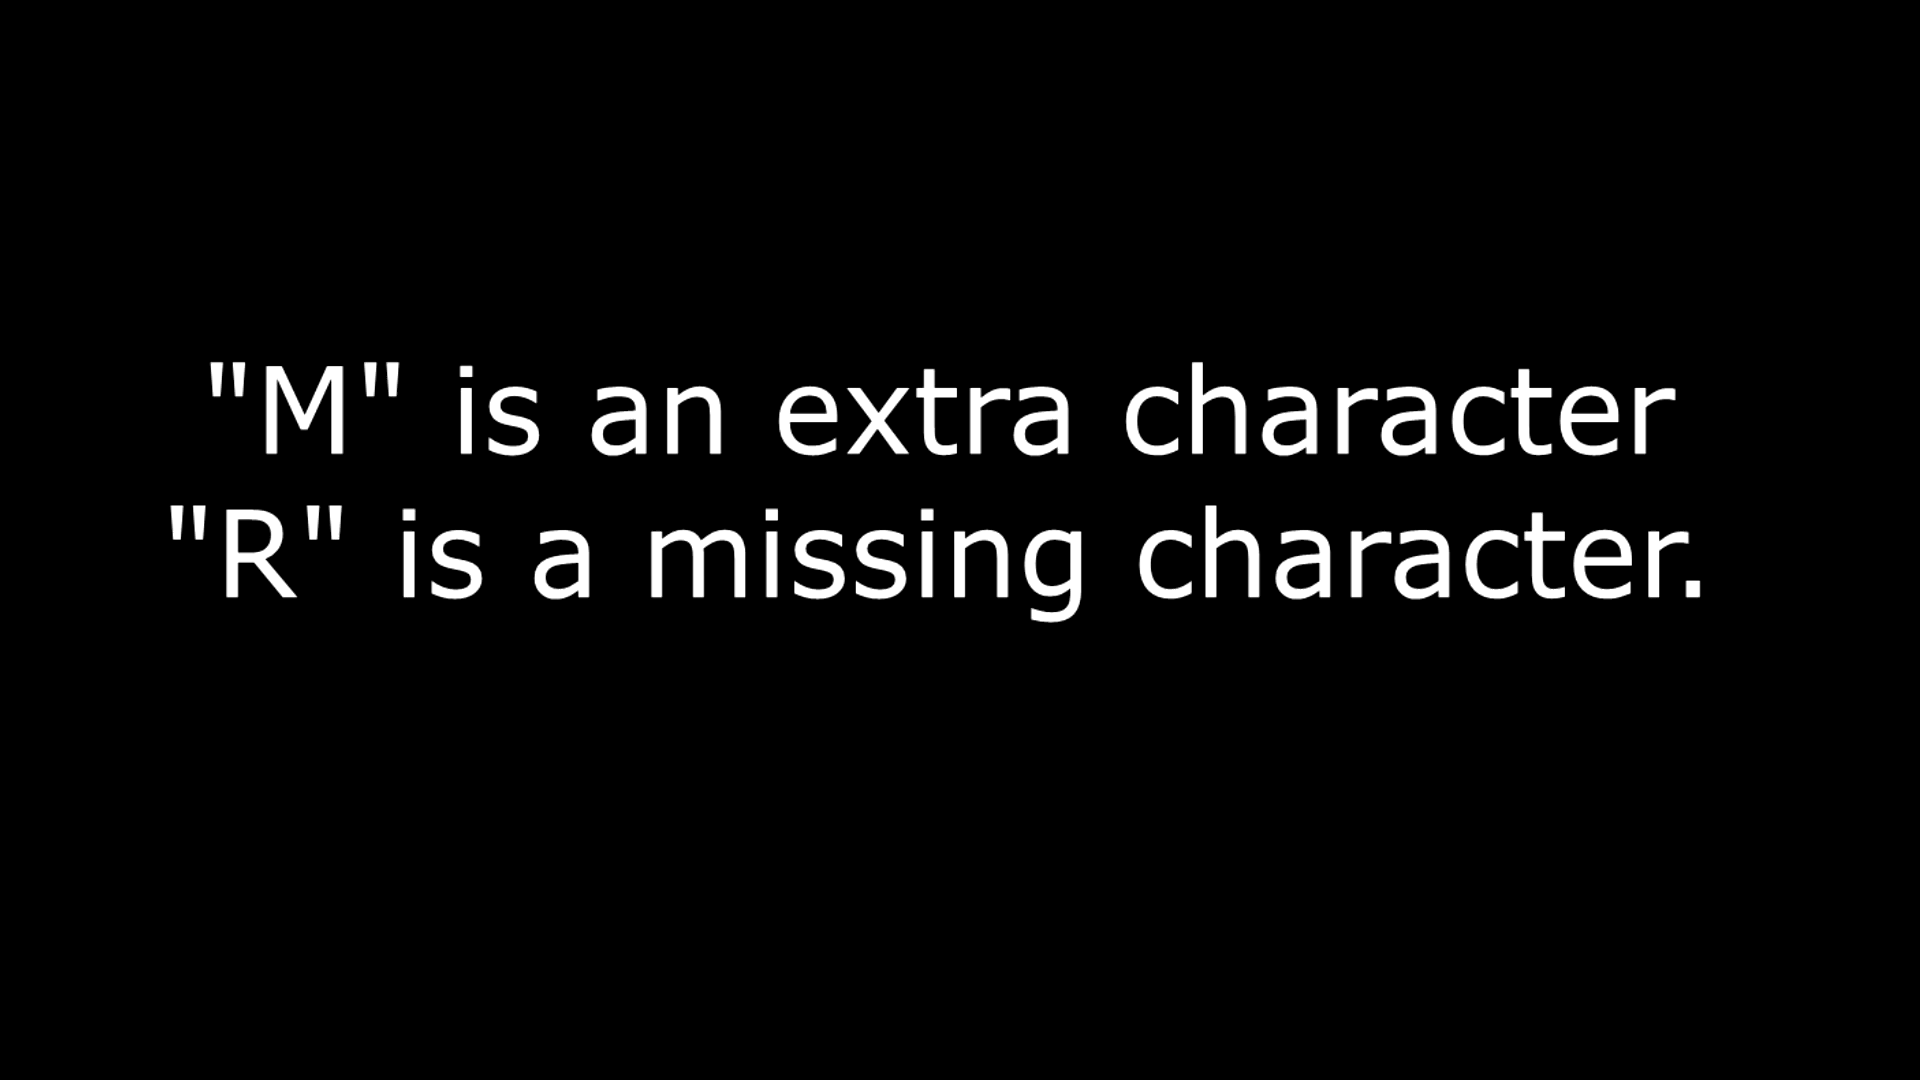 "M" is an extra character
"R" is a missing character.